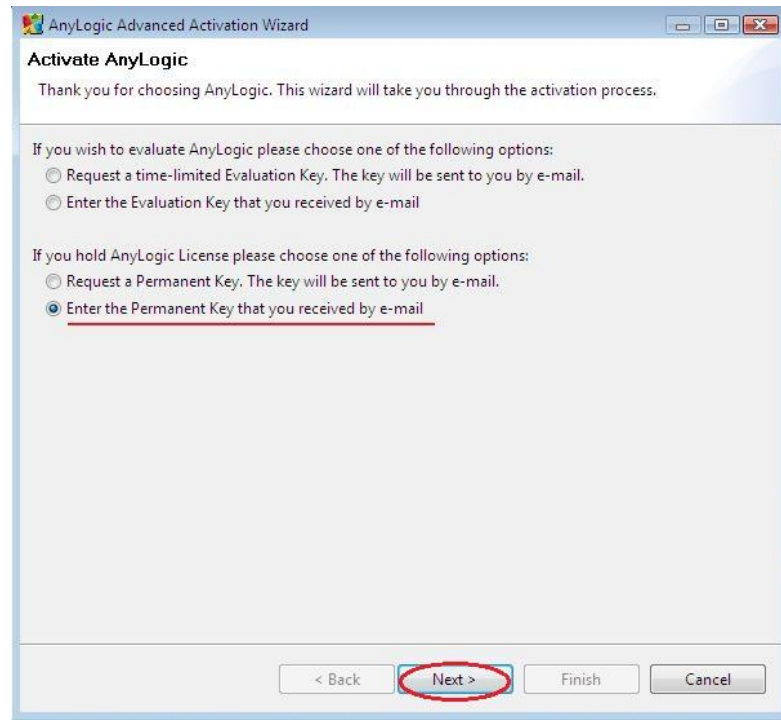 AnyLogic Advanced Activation Wizard
Activate AnyLogic
Thank you for choosing AnyLogic. This wizard will take you through the activation process.
If you wish to evaluate AnyLogic please choose one of the following options:
Request a time-limited Evaluation Key. The key will be sent to you by e-mail.
Enter the Evaluation Key that you received by e-mail
If you hold AnyLogic License please choose one of the following options:
Request a Permanent Key. The key will be sent to you by e-mail.
Enter the Permanent Key that you received by e-mail
< Back Next > Finish Cancel